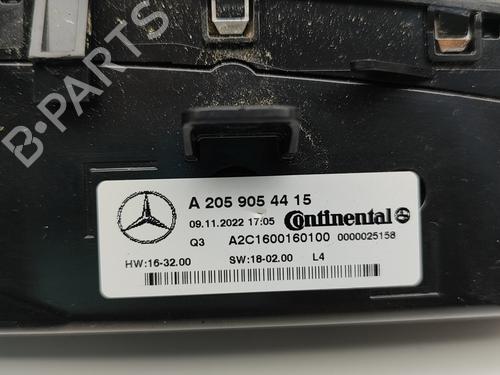 B-PARTS
A 205 905 44 15
09.11.2022 17:05 Continental
Q3 A2C1600160100 0000025158
HW:16-32.00 SW:18-02.00 L4